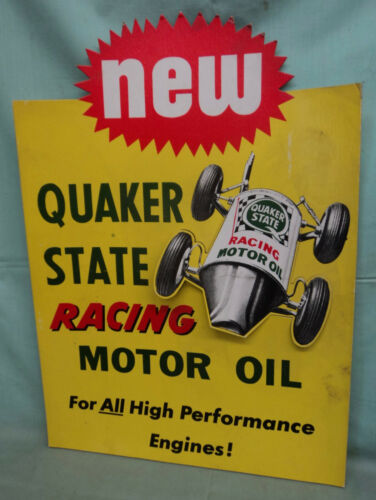 new
QUAKER
STATE
RACING
MOTOR OIL
For All High Performance
Engines!
QUAKER
STATE
RACING
MOTOR OIL